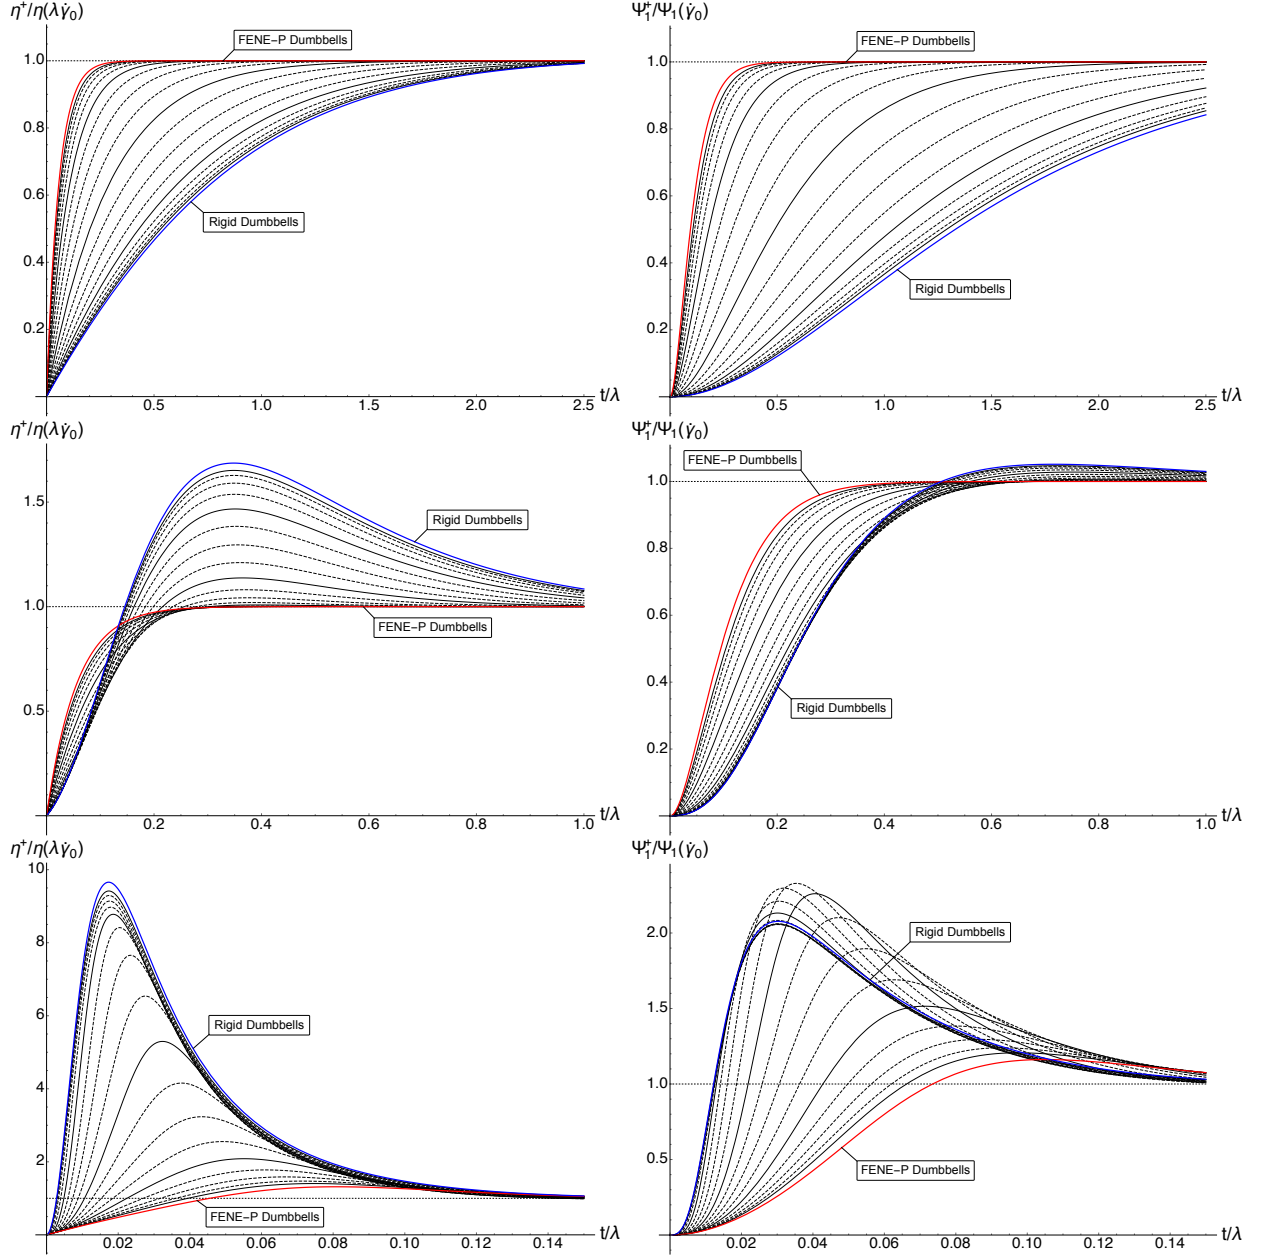 η⁺/η(λγ̇₀)
FENE–P Dumbbells
1.0
0.8
0.6
Rigid Dumbbells
0.4
0.2
0.5 1.0 1.5 2.0 2.5
t/λ
Ψ₁⁺/Ψ₁(γ̇₀)
FENE–P Dumbbells
1.0
0.8
0.6
0.4
Rigid Dumbbells
0.2
0.5 1.0 1.5 2.0 2.5
t/λ
η⁺/η(λγ̇₀)
1.5
Rigid Dumbbells
1.0
FENE–P Dumbbells
0.5
0.2 0.4 0.6 0.8 1.0
t/λ
Ψ₁⁺/Ψ₁(γ̇₀)
FENE–P Dumbbells
1.0
0.8
0.6
0.4
Rigid Dumbbells
0.2
0.2 0.4 0.6 0.8 1.0
t/λ
η⁺/η(λγ̇₀)
10
8
6
Rigid Dumbbells
4
2
FENE–P Dumbbells
0.02 0.04 0.06 0.08 0.10 0.12 0.14
t/λ
Ψ₁⁺/Ψ₁(γ̇₀)
2.0
Rigid Dumbbells
1.5
1.0
0.5
FENE–P Dumbbells
0.02 0.04 0.06 0.08 0.10 0.12 0.14
t/λ